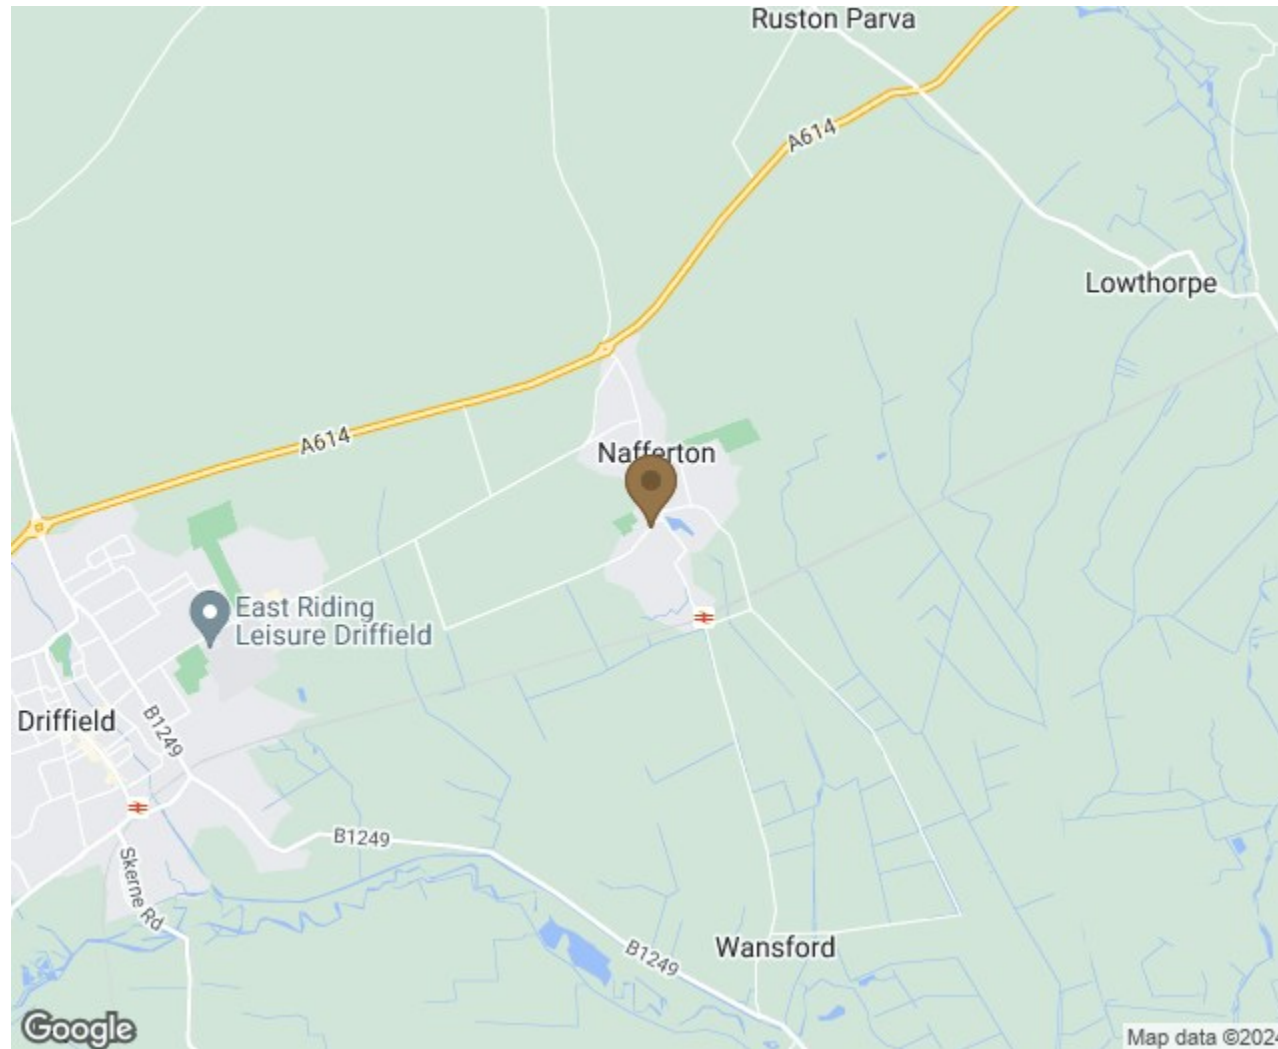 Ruston Parva
A614
Lowthorpe
A614
Nafferton
East Riding
Leisure Driffield
Driffield
B1249
B1249
Skerne Rd
B1249
Wansford
Google
Map data ©2024